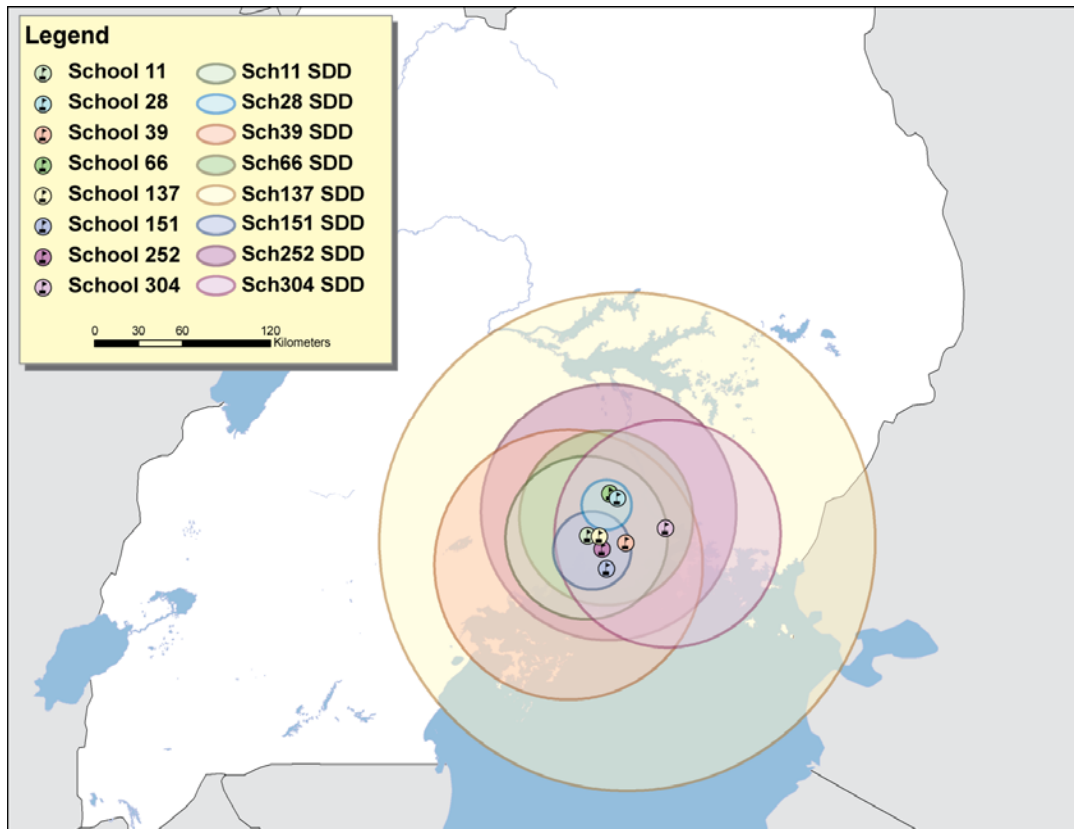 Legend
School 11 Sch11 SDD
School 28 Sch28 SDD
School 39 Sch39 SDD
School 66 Sch66 SDD
School 137 Sch137 SDD
School 151 Sch151 SDD
School 252 Sch252 SDD
School 304 Sch304 SDD
0 30 60 120
Kilometers